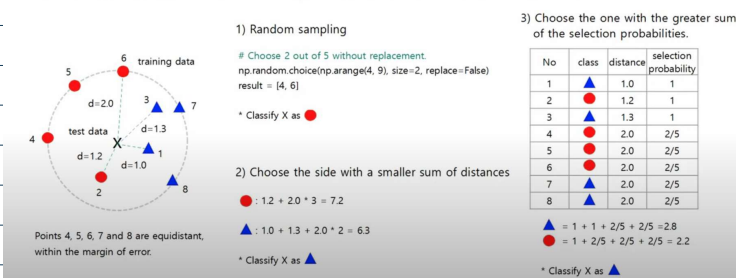 6
training data
5
d=2.0
3
7
4
test data
d=1.3
X
d=1.2
1
d=1.0
2
8
Points 4, 5, 6, 7 and 8 are equidistant,
within the margin of error.
1) Random sampling
# Choose 2 out of 5 without replacement.
np.random.choice(np.arange(4, 9), size=2, replace=False)
result = [4, 6]
* Classify X as
2) Choose the side with a smaller sum of distances
: 1.2 + 2.0 * 3 = 7.2
: 1.0 + 1.3 + 2.0 * 2 = 6.3
* Classify X as
3) Choose the one with the greater sum
of the selection probabilities.
No class distance selection probability
1 1.0 1
2 1.2 1
3 1.3 1
4 2.0 2/5
5 2.0 2/5
6 2.0 2/5
7 2.0 2/5
8 2.0 2/5
= 1 + 1 + 2/5 + 2/5 =2.8
= 1 + 2/5 + 2/5 + 2/5 = 2.2
* Classify X as